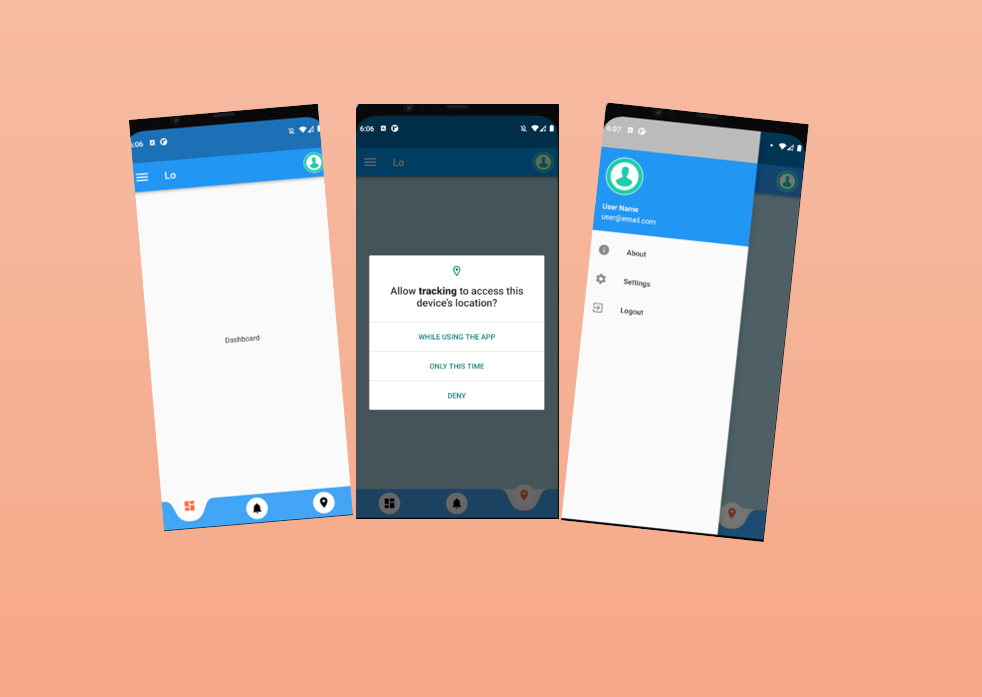 6:06
Lo
Dashboard
6:06
Lo
Allow tracking to access this
device's location?
WHILE USING THE APP
ONLY THIS TIME
DENY
6:07
User Name
user@email.com
About
Settings
Logout